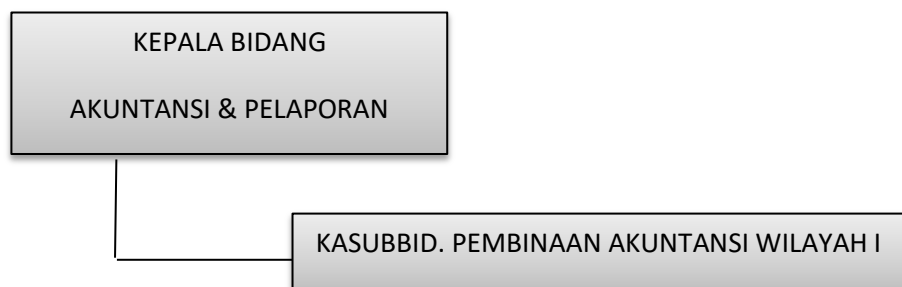 KEPALA BIDANG
AKUNTANSI & PELAPORAN
KASUBBID. PEMBINAAN AKUNTANSI WILAYAH I